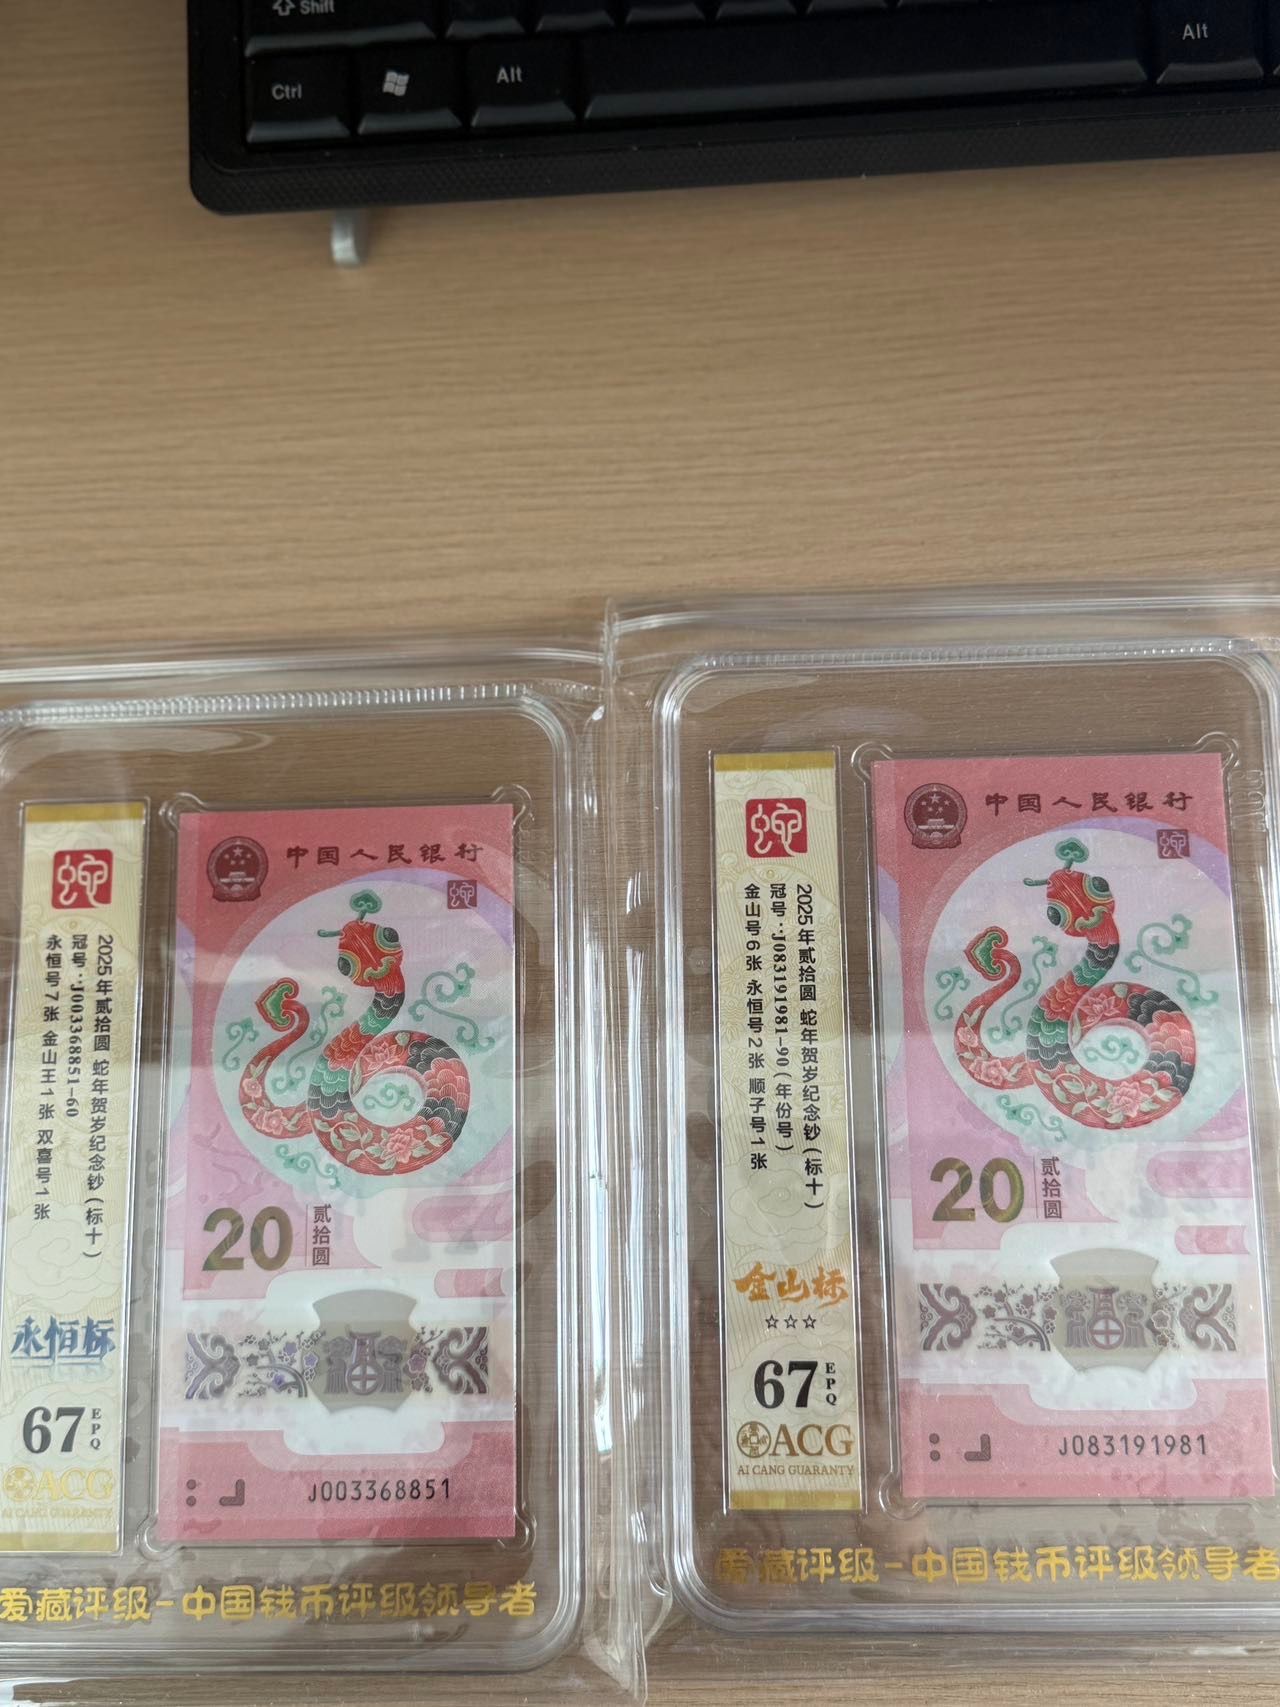 Shift
Ctrl
Alt
Alt
蛇
2025年贰拾圆 蛇年贺岁纪念钞(标十)
冠号:J003368851-60
永恒号7张 金山王1张 双喜号1张
永恒标
67
EPQ
ACG
AI CANG GUARANTY
中国人民银行
蛇
20
贰拾圆
J003368851
爱藏评级-中国钱币评级领导者
蛇
2025年贰拾圆 蛇年贺岁纪念钞(标十)
冠号:J083191981-90(年份号)
金山号6张 永恒号2张 顺子号1张
金山标
☆☆☆
67
EPQ
ACG
AI CANG GUARANTY
中国人民银行
蛇
20
贰拾圆
J083191981
爱藏评级-中国钱币评级领导者